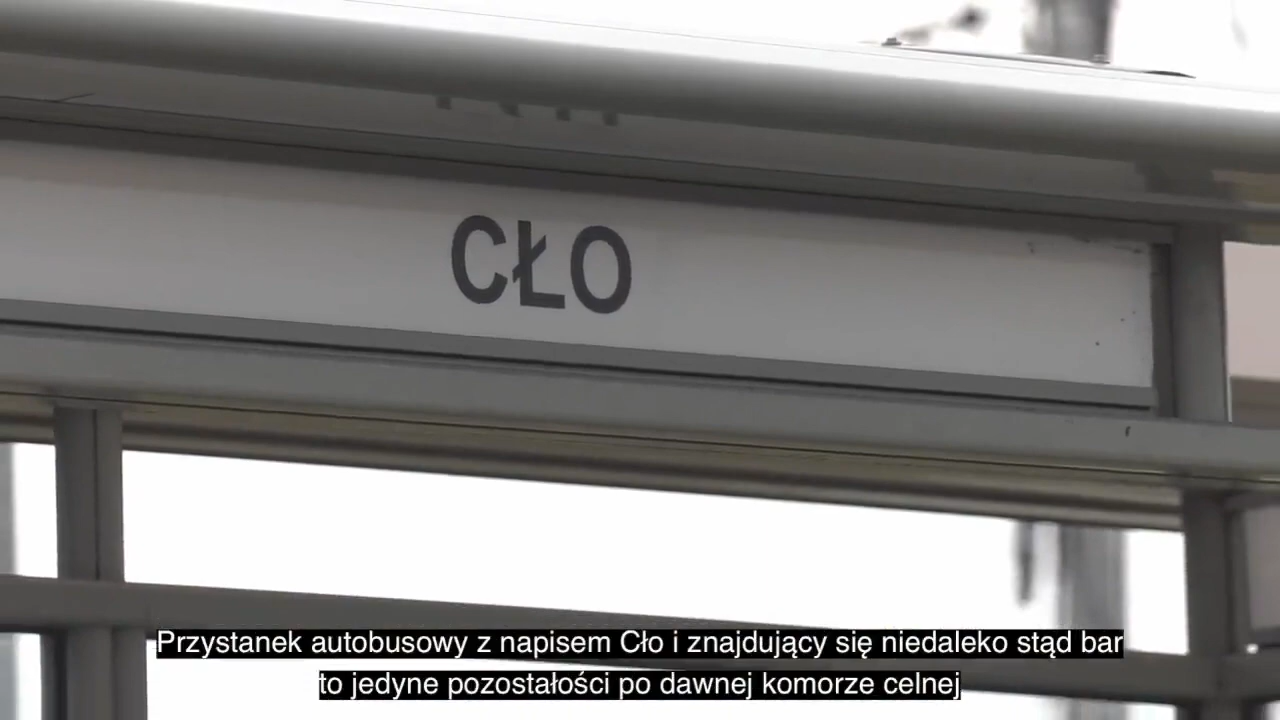 CŁO
Przystanek autobusowy z napisem Cło i znajdujący się niedaleko stąd bar
to jedyne pozostałości po dawnej komorze celnej